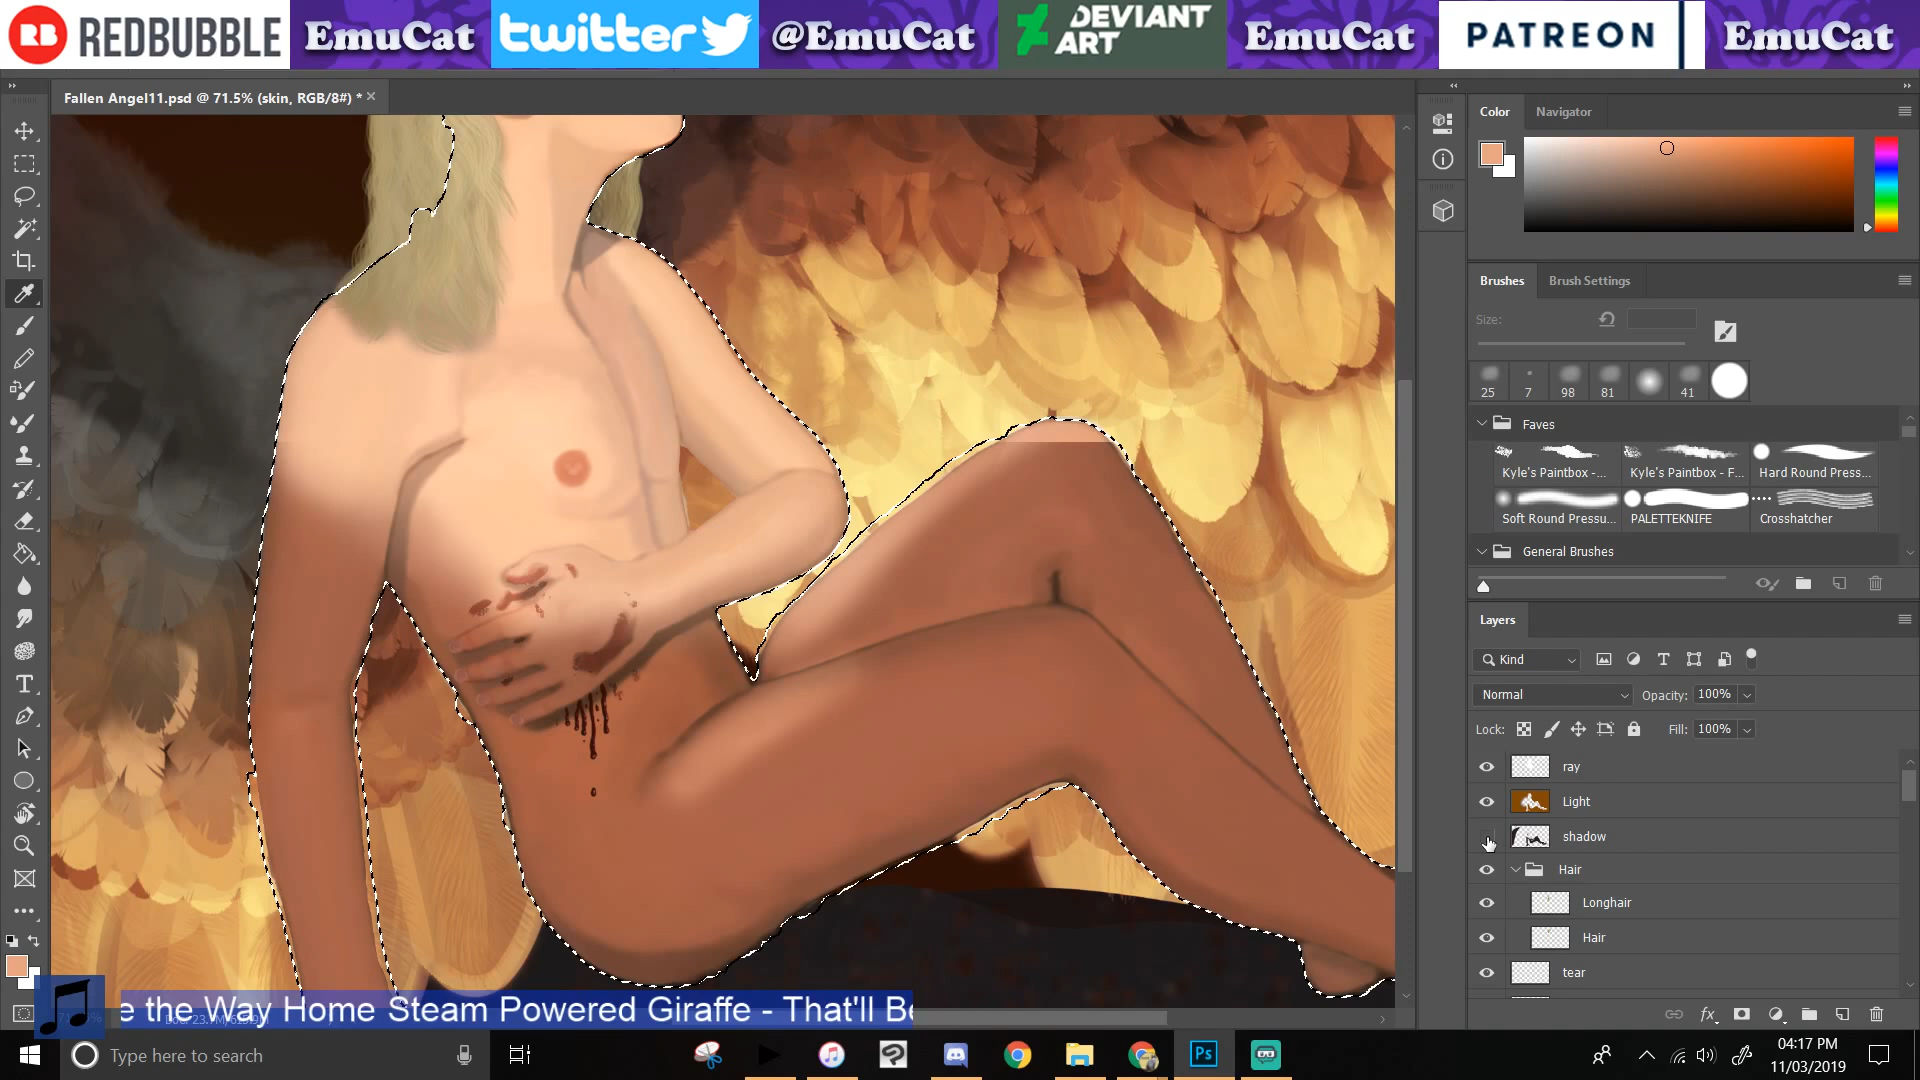 REDBUBBLE EmuCat twitter @EmuCat DEVIANT ART EmuCat PATREON EmuCat
Fallen Angel11.psd @ 71.5% (skin, RGB/8#) * ×
Color Navigator
Brushes Brush Settings
Size:
25 7 98 81 41
Faves
Kyle's Paintbox -... Kyle's Paintbox - F... Hard Round Press...
Soft Round Pressu... PALETTEKNIFE Crosshatcher
General Brushes
Layers
Kind
Normal Opacity: 100%
Lock: Fill: 100%
ray
Light
shadow
Hair
Longhair
Hair
tear
e the Way Home Steam Powered Giraffe - That'll Be
Type here to search
04:17 PM
11/03/2019